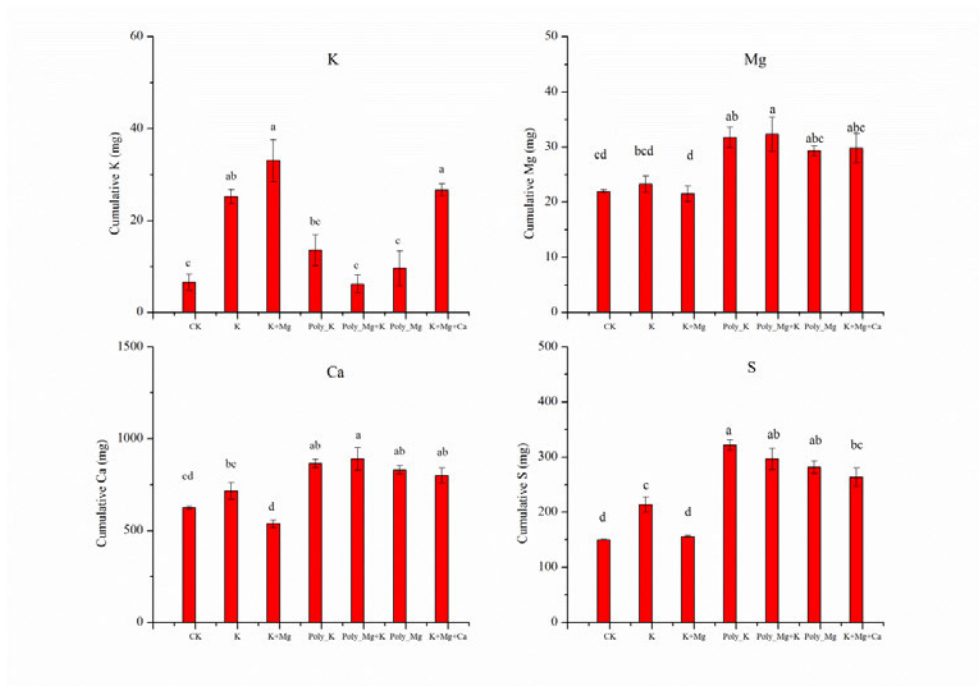 K
Cumulative K (mg)
60
40
20
0
c
ab
a
bc
c
c
a
CK
K
K+Mg
Poly_K
Poly_Mg+K
Poly_Mg
K+Mg+Ca
Mg
Cumulative Mg (mg)
50
40
30
20
10
0
cd
bcd
d
ab
a
abc
abc
CK
K
K+Mg
Poly_K
Poly_Mg+K
Poly_Mg
K+Mg+Ca
Ca
Cumulative Ca (mg)
1500
1000
500
0
cd
bc
d
ab
a
ab
ab
CK
K
K+Mg
Poly_K
Poly_Mg+K
Poly_Mg
K+Mg+Ca
S
Cumulative S (mg)
500
400
300
200
100
0
d
c
d
a
ab
ab
bc
CK
K
K+Mg
Poly_K
Poly_Mg+K
Poly_Mg
K+Mg+Ca